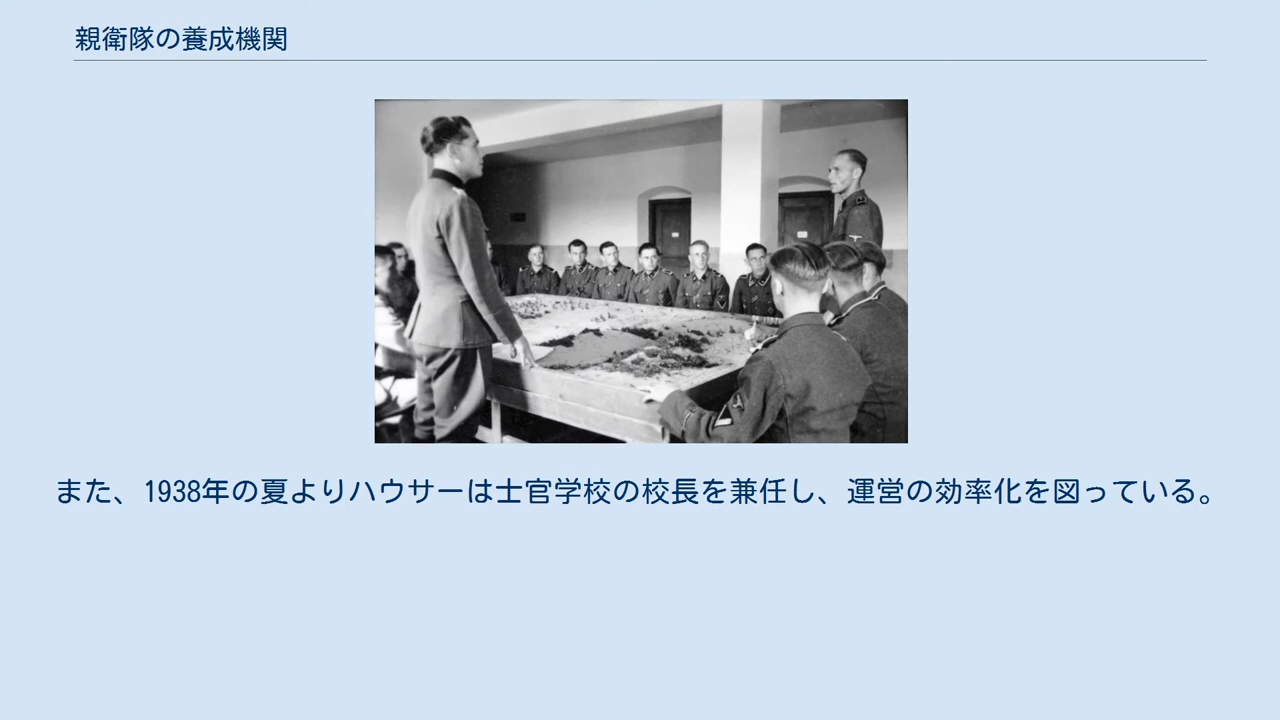 親衛隊の養成機関
また、1938年の夏よりハウサーは士官学校の校長を兼任し、運営の効率化を図っている。